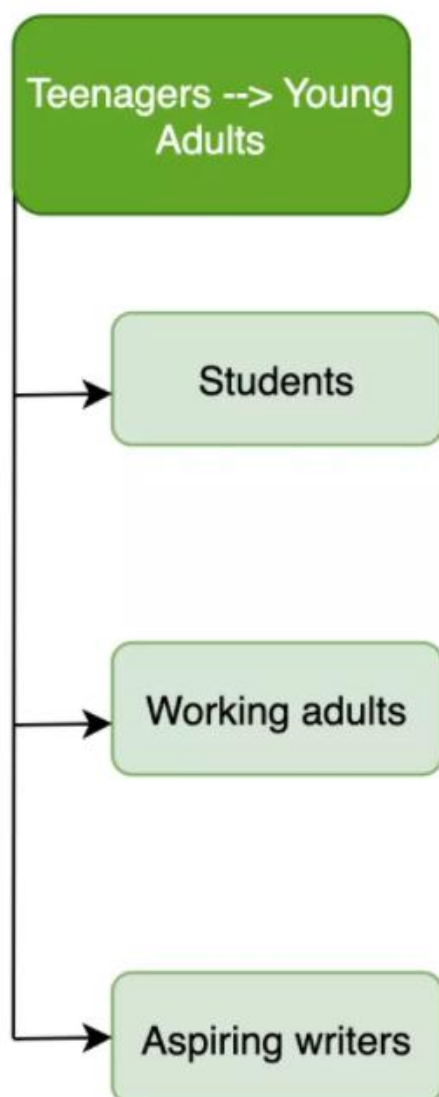 Teenagers --> Young
Adults
Students
Working adults
Aspiring writers